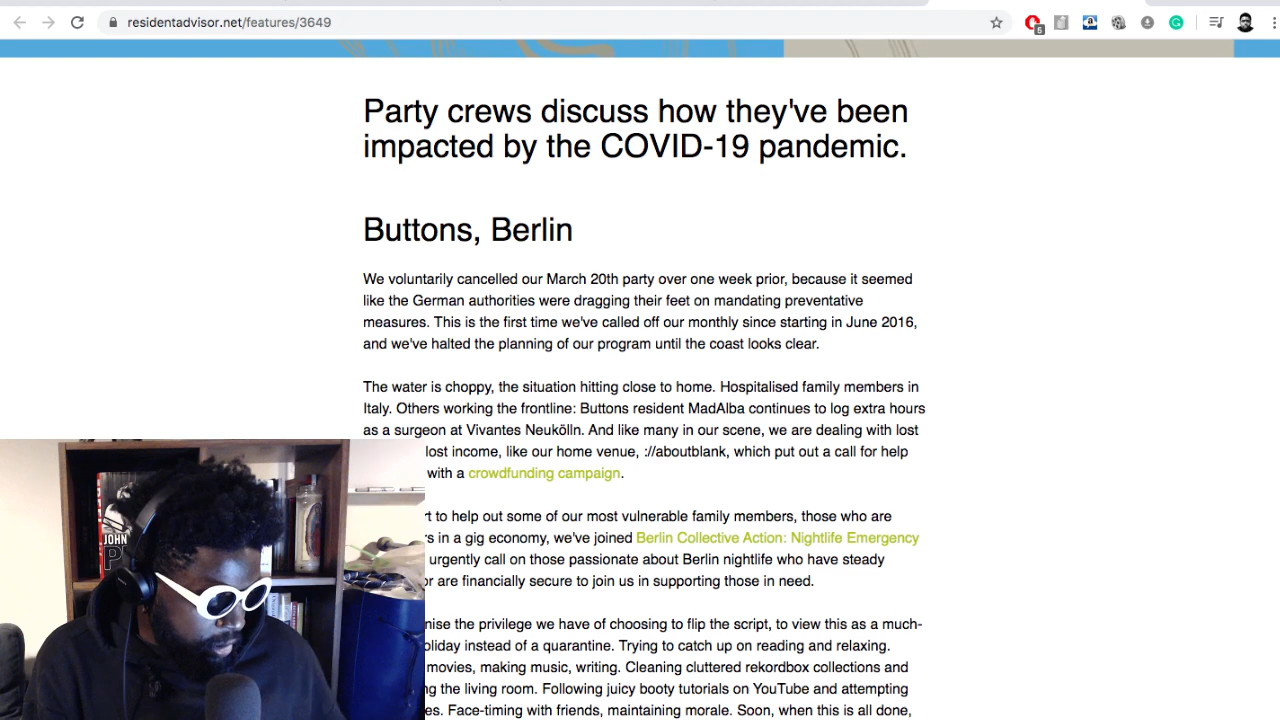 residentadvisor.net/features/3649
5
a
Party crews discuss how they've been
impacted by the COVID-19 pandemic.
Buttons, Berlin
We voluntarily cancelled our March 20th party over one week prior, because it seemed
like the German authorities were dragging their feet on mandating preventative
measures. This is the first time we've called off our monthly since starting in June 2016,
and we've halted the planning of our program until the coast looks clear.
The water is choppy, the situation hitting close to home. Hospitalised family members in
Italy. Others working the frontline: Buttons resident MadAlba continues to log extra hours
as a surgeon at Vivantes Neukölln. And like many in our scene, we are dealing with lost
lost income, like our home venue, ://aboutblank, which put out a call for help
with a crowdfunding campaign.
to help out some of our most vulnerable family members, those who are
in a gig economy, we've joined Berlin Collective Action: Nightlife Emergency
urgently call on those passionate about Berlin nightlife who have steady
or are financially secure to join us in supporting those in need.
the privilege we have of choosing to flip the script, to view this as a much-
instead of a quarantine. Trying to catch up on reading and relaxing.
movies, making music, writing. Cleaning cluttered rekordbox collections and
the living room. Following juicy booty tutorials on YouTube and attempting
Face-timing with friends, maintaining morale. Soon, when this is all done,
JOHN